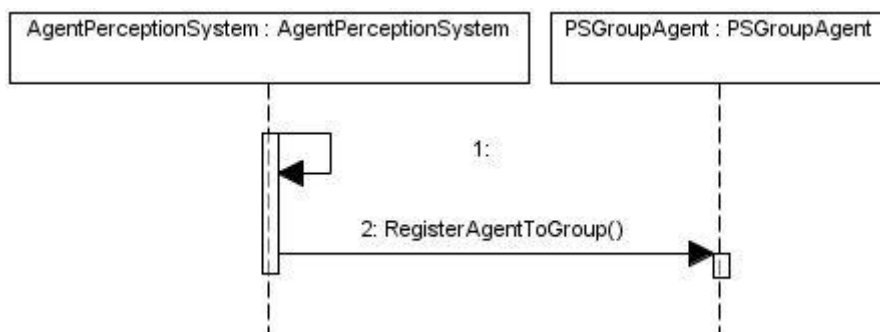 AgentPerceptionSystem : AgentPerceptionSystem
PSGroupAgent : PSGroupAgent
1:
2: RegisterAgentToGroup()